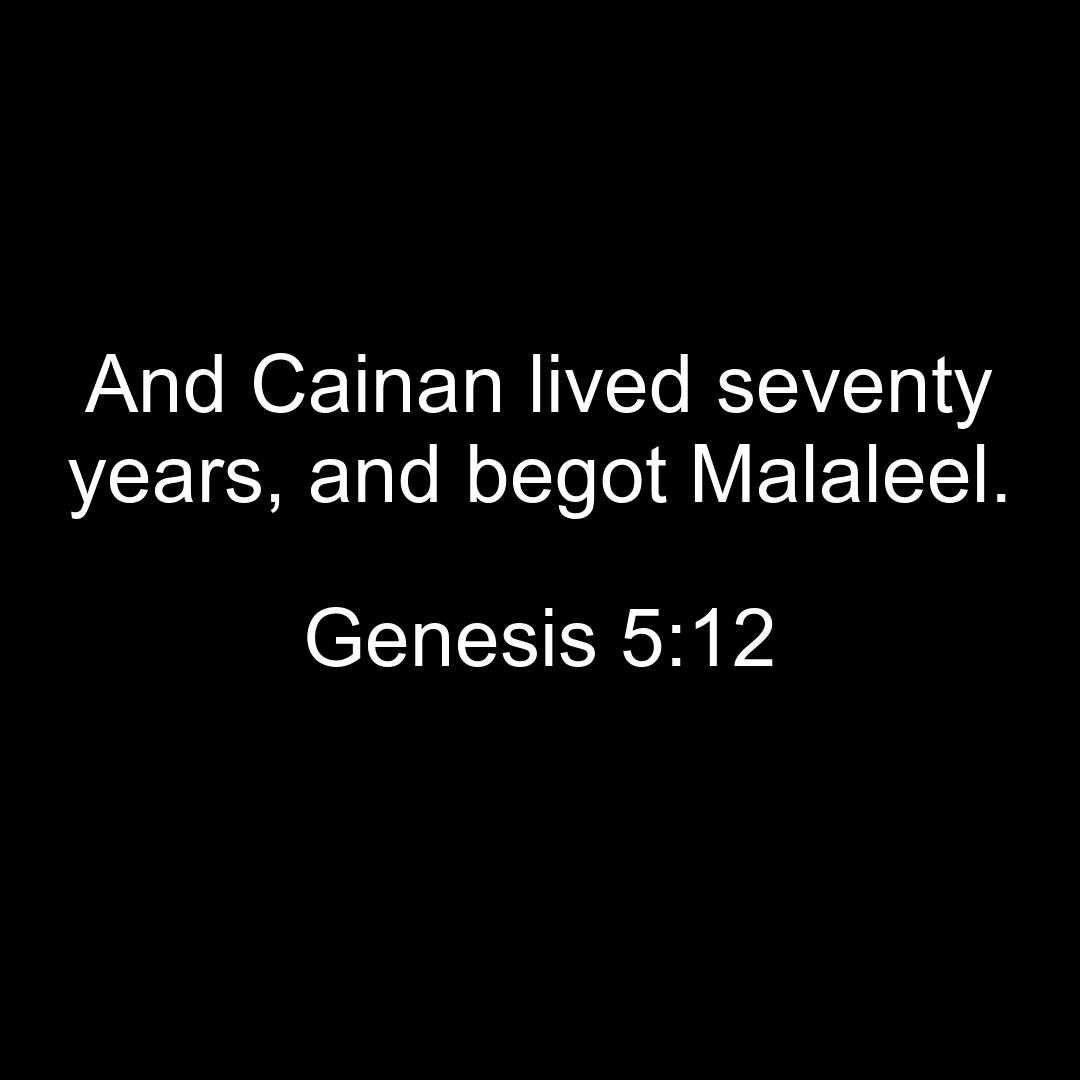 And Cainan lived seventy
years, and begot Malaleel.
Genesis 5:12